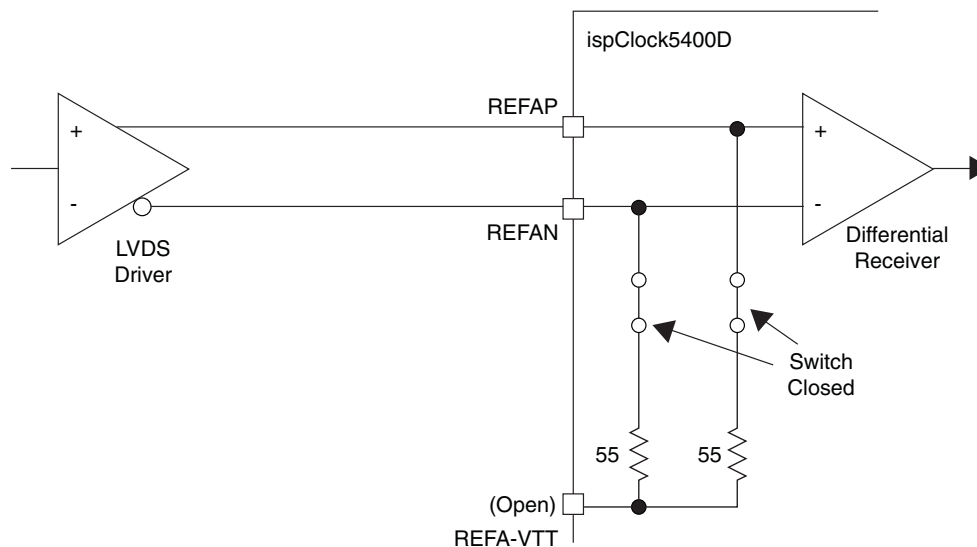 ispClock5400D
REFAP
+
-
+
-
REFAN
LVDS
Driver
Differential
Receiver
Switch
Closed
55
55
(Open)
REFA-VTT